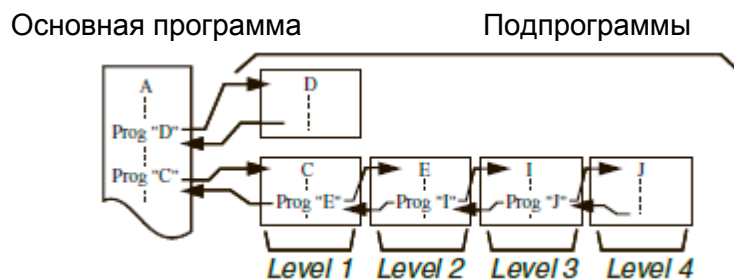 Основная программа Подпрограммы
A D
Prog "D"
Prog "C" C E I J
Prog "E" Prog "I" Prog "J"
Level 1 Level 2 Level 3 Level 4